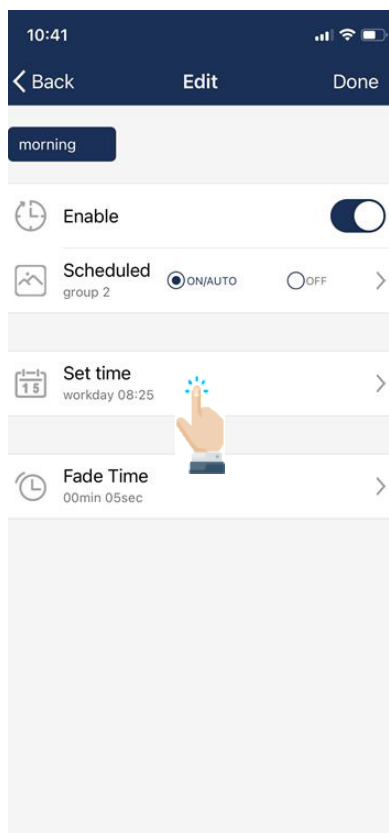 10:41
Back Edit Done
morning
Enable
Scheduled
group 2
ON/AUTO OFF
15
Set time
workday 08:25
Fade Time
00min 05sec